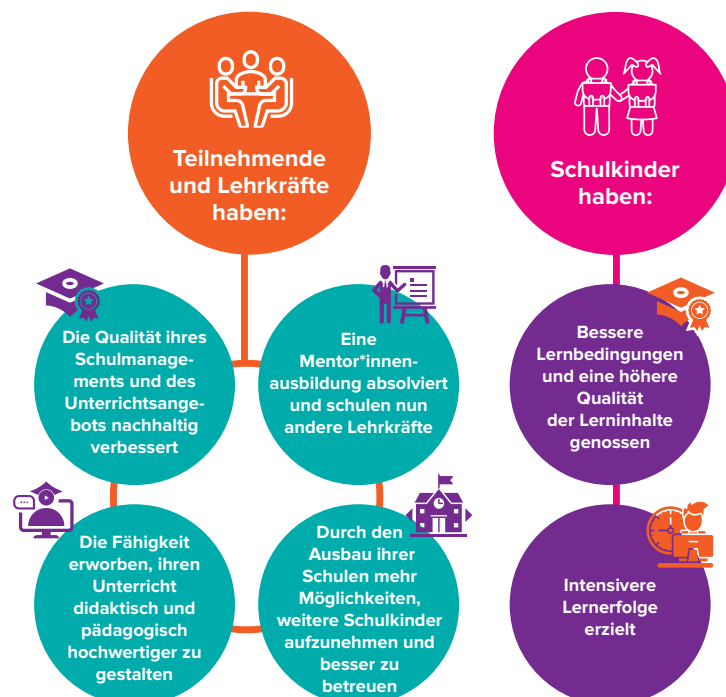 Teilnehmende
und Lehrkräfte
haben:
Die Qualität ihres
Schulmanage-
ments und des
Unterrichtsange-
bots nachhaltig
verbessert
Eine
Mentor*innen-
ausbildung absolviert
und schulen nun
andere Lehrkräfte
Die Fähigkeit
erworben, ihren
Unterricht
didaktisch und
pädagogisch
hochwertiger zu
gestalten
Durch den
Ausbau ihrer
Schulen mehr
Möglichkeiten,
weitere Schulkinder
aufzunehmen und
besser zu
betreuen
Schulkinder
haben:
Bessere
Lernbedingungen
und eine höhere
Qualität
der Lerninhalte
genossen
Intensivere
Lernerfolge
erzielt